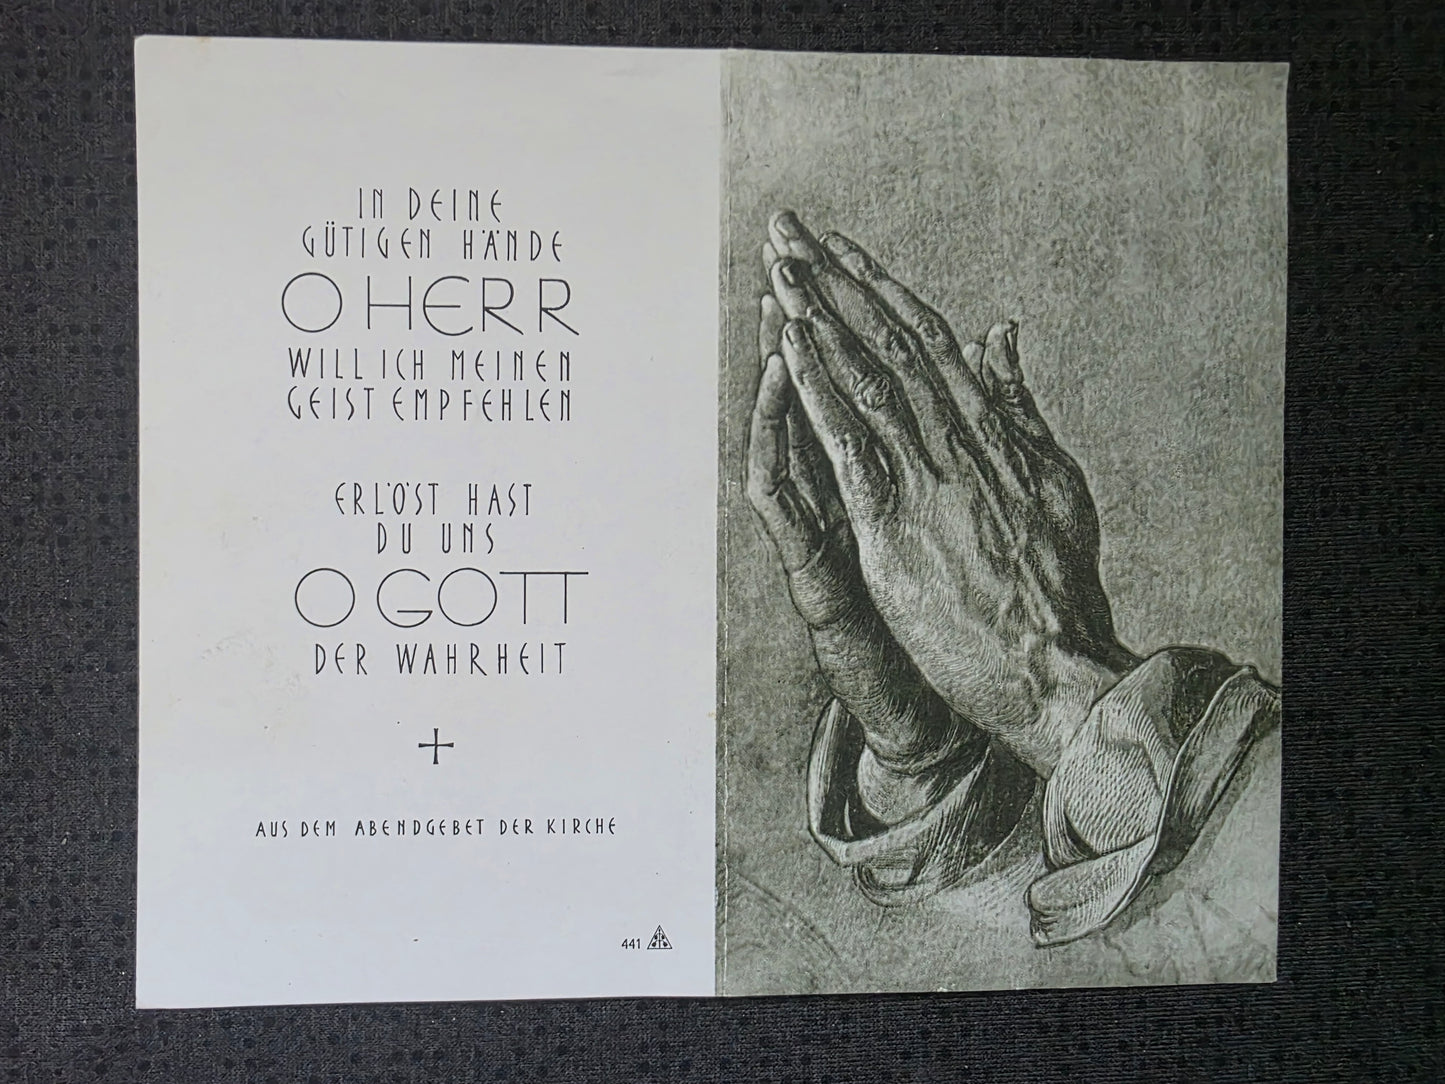 IN DEINE
GÜTIGEN HÄNDE
O HERR
WILL ICH MEINEN
GEIST EMPFEHLEN
ERLÖST HAST
DU UNS
O GOTT
DER WAHRHEIT
AUS DEM ABENDGEBET DER KIRCHE
441